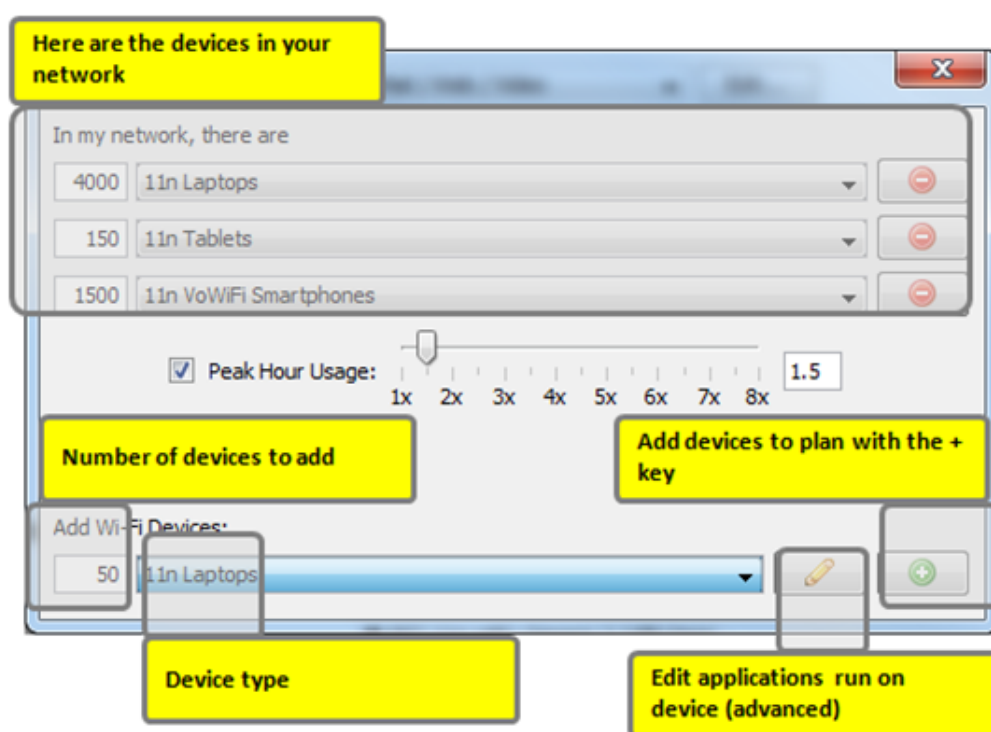 Here are the devices in your
network
In my network, there are
4000 11n Laptops
150 11n Tablets
1500 11n VoWiFi Smartphones
Peak Hour Usage:
1.5
1x 2x 3x 4x 5x 6x 7x 8x
Number of devices to add
Add devices to plan with the +
key
Add Wi-Fi Devices:
50 11n Laptops
Device type
Edit applications run on
device (advanced)